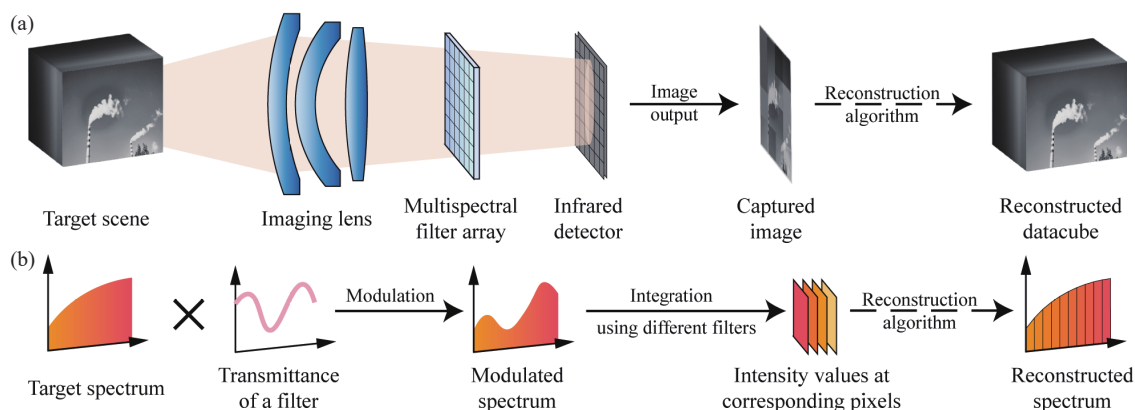 (a)
Image
output
Reconstruction
algorithm
Target scene
Imaging lens
Multispectral
filter array
Infrared
detector
Captured
image
Reconstructed
datacube
(b)
Modulation
Integration
using different filters
Reconstruction
algorithm
Target spectrum
Transmittance
of a filter
Modulated
spectrum
Intensity values at
corresponding pixels
Reconstructed
spectrum